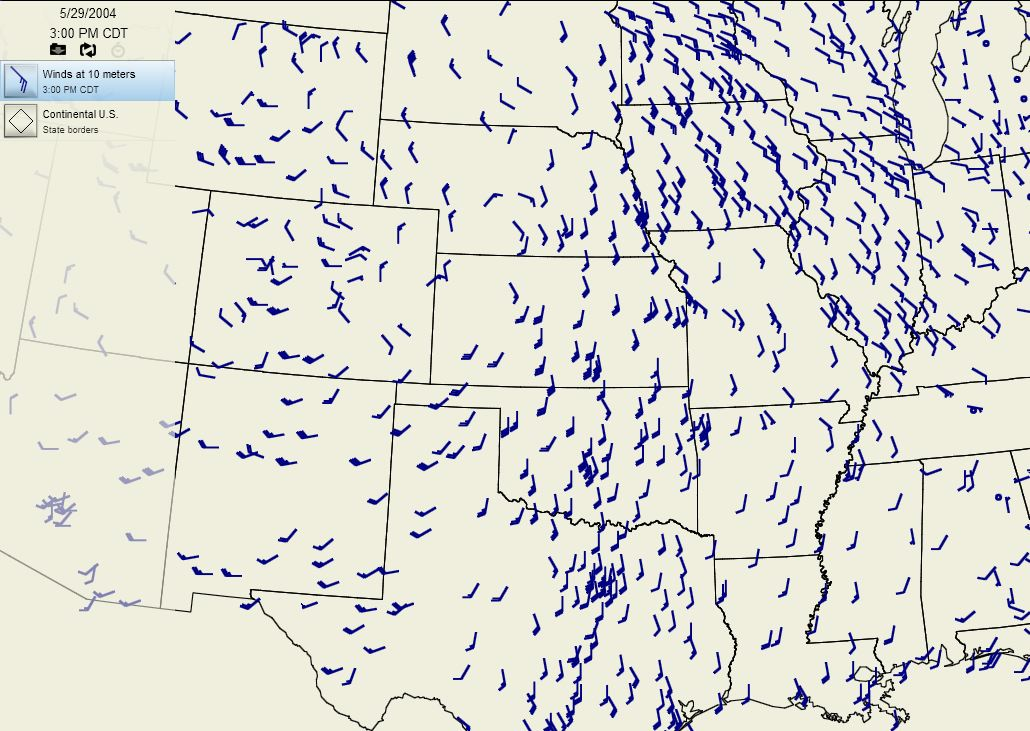 5/29/2004
3:00 PM CDT
Winds at 10 meters
3:00 PM CDT
Continental U.S.
State borders